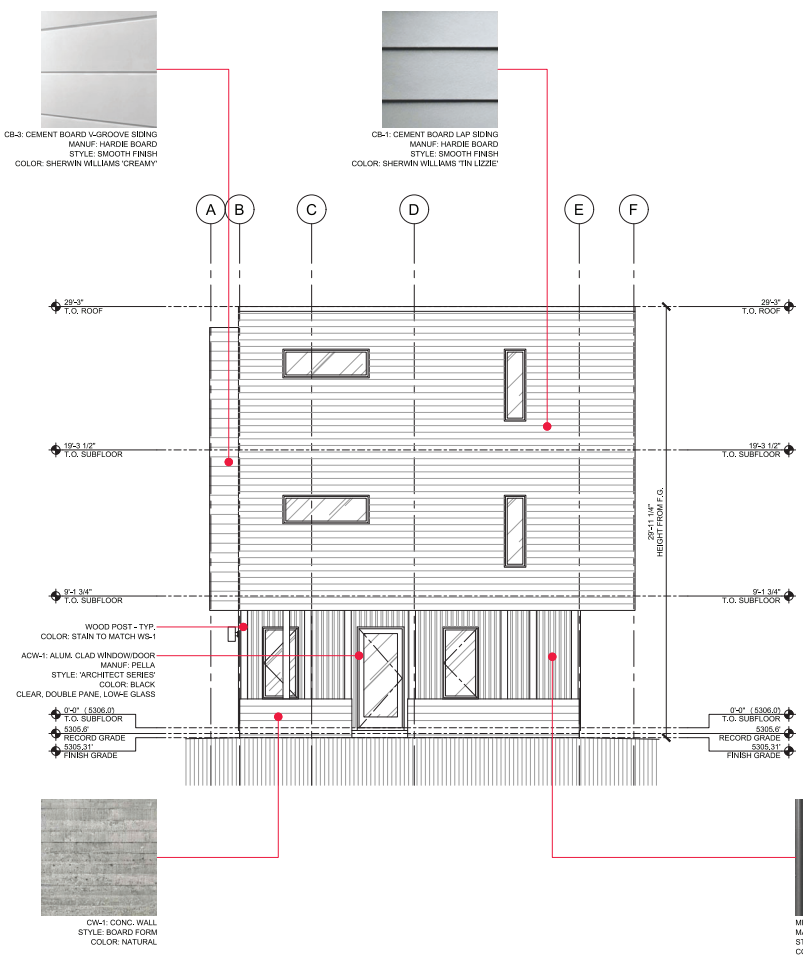 CB-3: CEMENT BOARD V-GROOVE SIDING
MANUF: HARDIE BOARD
STYLE: SMOOTH FINISH
COLOR: SHERWIN WILLIAMS 'CREAMY'
CB-1: CEMENT BOARD LAP SIDING
MANUF: HARDIE BOARD
STYLE: SMOOTH FINISH
COLOR: SHERWIN WILLIAMS 'TIN LIZZIE'
A B C D E F
29'-3"
T.O. ROOF
29'-3"
T.O. ROOF
19'-3 1/2"
T.O. SUBFLOOR
19'-3 1/2"
T.O. SUBFLOOR
29'-11 1/4"
HEIGHT FROM F.G.
9'-1 3/4"
T.O. SUBFLOOR
9'-1 3/4"
T.O. SUBFLOOR
WOOD POST - TYP.
COLOR: STAIN TO MATCH WS-1
ACW-1: ALUM. CLAD WINDOW/DOOR
MANUF: PELLA
STYLE: 'ARCHITECT SERIES'
COLOR: BLACK
CLEAR, DOUBLE PANE, LOW-E GLASS
0'-0" (5306.0')
T.O. SUBFLOOR
5305.6'
RECORD GRADE
5305.31'
FINISH GRADE
0'-0" (5306.0')
T.O. SUBFLOOR
5305.6'
RECORD GRADE
5305.31'
FINISH GRADE
CW-1: CONC. WALL
STYLE: BOARD FORM
COLOR: NATURAL